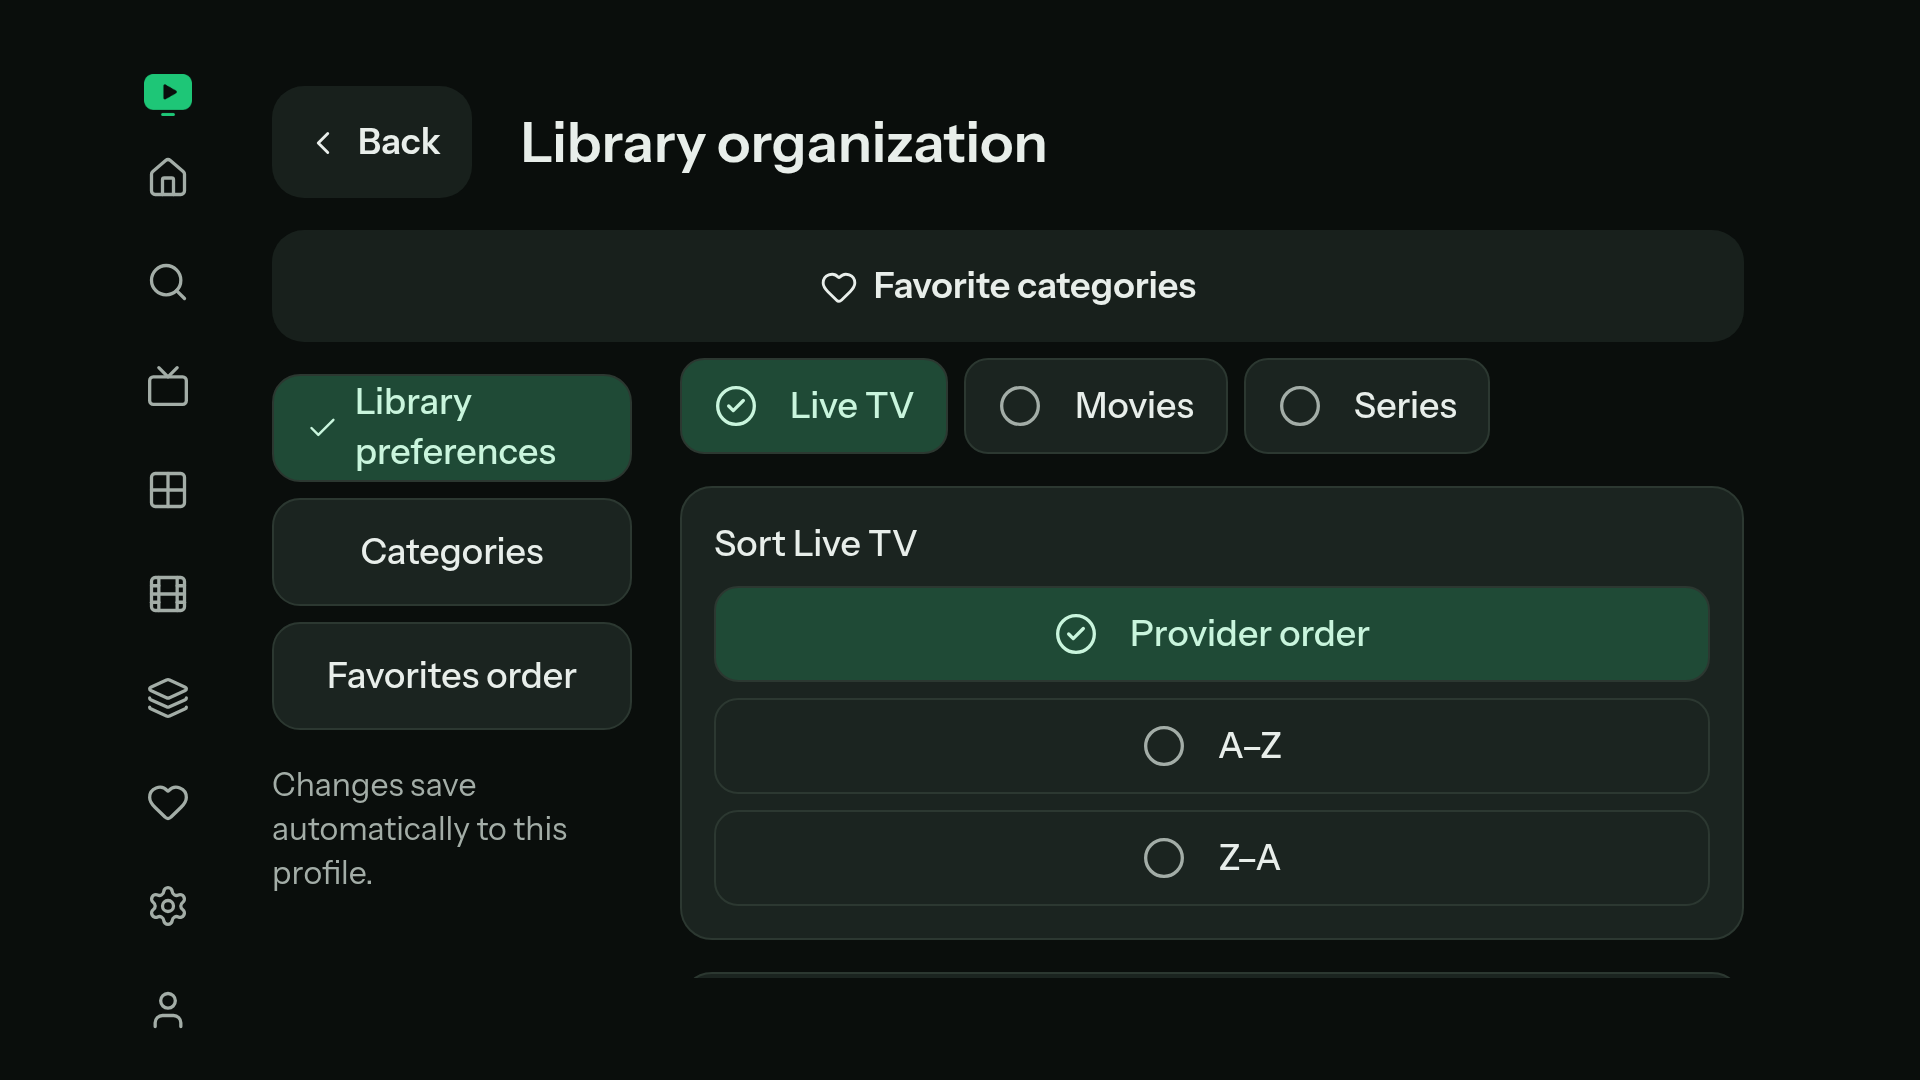 Back
Library organization
Favorite categories
Library
preferences
Live TV
Movies
Series
Categories
Favorites order
Changes save
automatically to this
profile.
Sort Live TV
Provider order
A–Z
Z–A